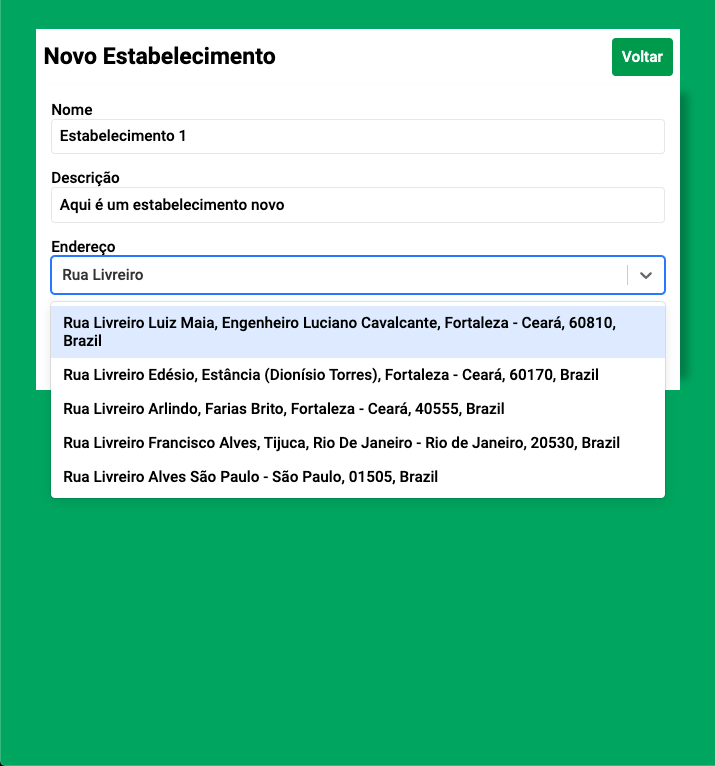 Novo Estabelecimento
Voltar
Nome
Estabelecimento 1
Descrição
Aqui é um estabelecimento novo
Endereço
Rua Livreiro
Rua Livreiro Luiz Maia, Engenheiro Luciano Cavalcante, Fortaleza - Ceará, 60810,
Brazil
Rua Livreiro Edésio, Estância (Dionísio Torres), Fortaleza - Ceará, 60170, Brazil
Rua Livreiro Arlindo, Farias Brito, Fortaleza - Ceará, 40555, Brazil
Rua Livreiro Francisco Alves, Tijuca, Rio De Janeiro - Rio de Janeiro, 20530, Brazil
Rua Livreiro Alves São Paulo - São Paulo, 01505, Brazil